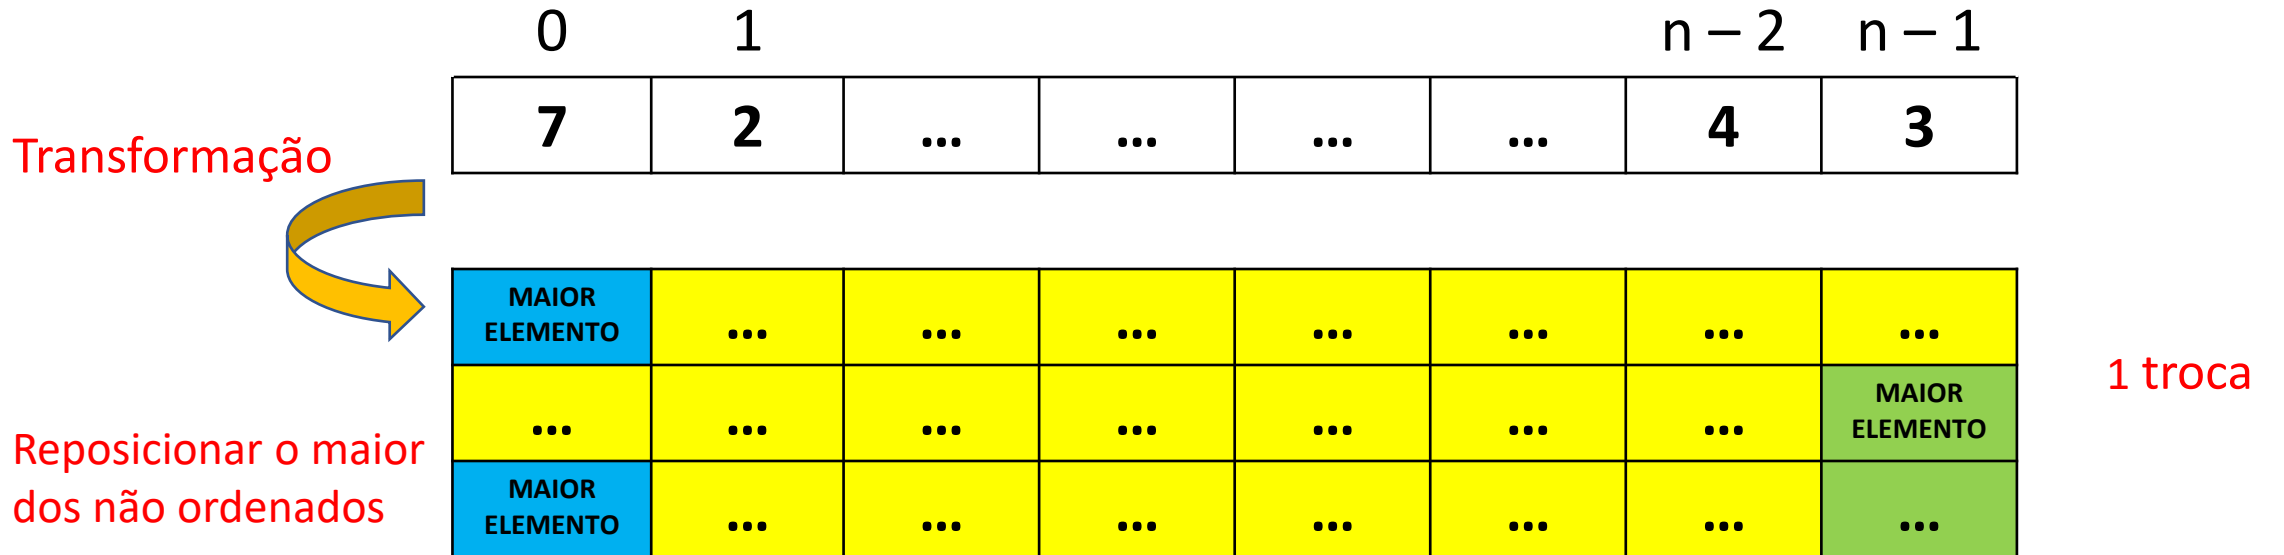 0 1 n – 2 n – 1
7 2 ... ... ... ... 4 3
Transformação
MAIOR
ELEMENTO ... ... ... ... ... ... ...
1 troca
... ... ... ... ... ... ... MAIOR
ELEMENTO
Reposicionar o maior
dos não ordenados
MAIOR
ELEMENTO ... ... ... ... ... ... ...